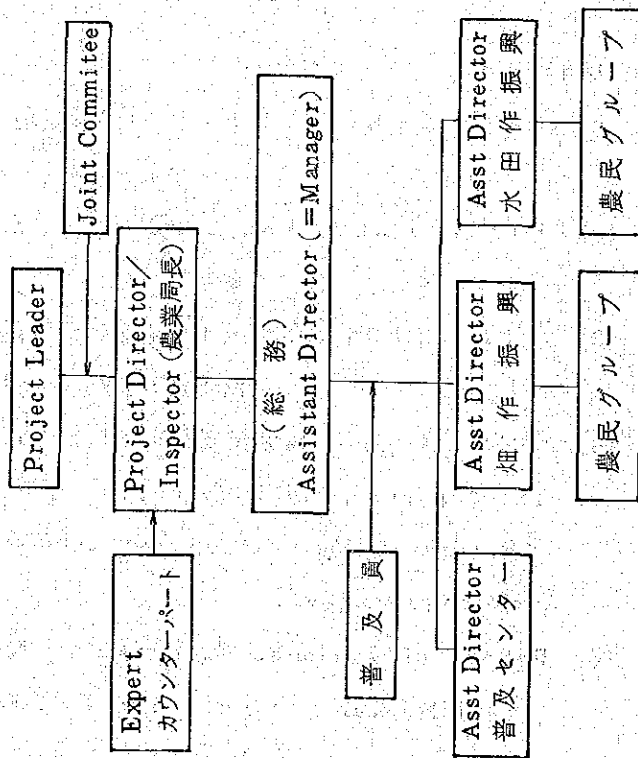 Project Leader
Joint Commitee
Expert
カウンターパート
Project Director/
Inspector (農業局長)
(総務)
Assistant Director (=Manager)
普及員
Asst Director
普及センター
Asst Director
畑作振興
Asst Director
水田作振興
農民グループ
農民グループ